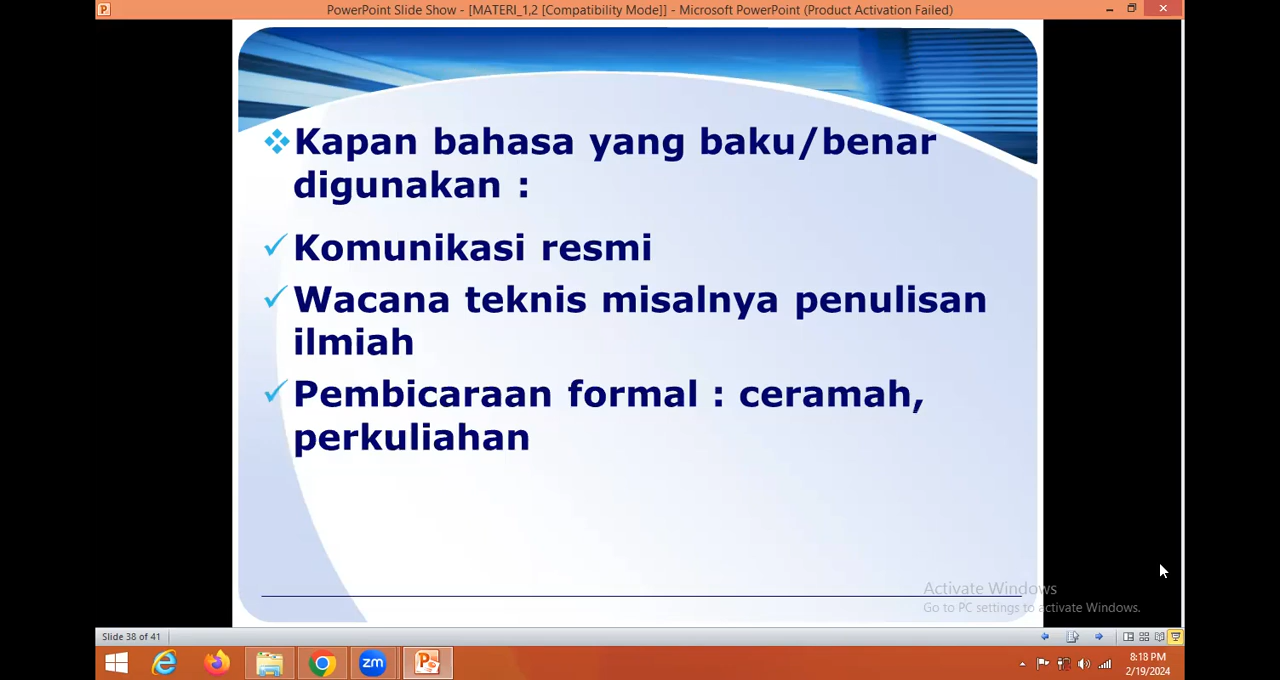 PowerPoint Slide Show - [MATERI_1,2 [Compatibility Mode]] - Microsoft PowerPoint (Product Activation Failed)
Kapan bahasa yang baku/benar
digunakan :
Komunikasi resmi
Wacana teknis misalnya penulisan
ilmiah
Pembicaraan formal : ceramah,
perkuliahan
Activate Windows
Go to PC settings to activate Windows.
Slide 38 of 41
zm
8:18 PM
2/19/2024